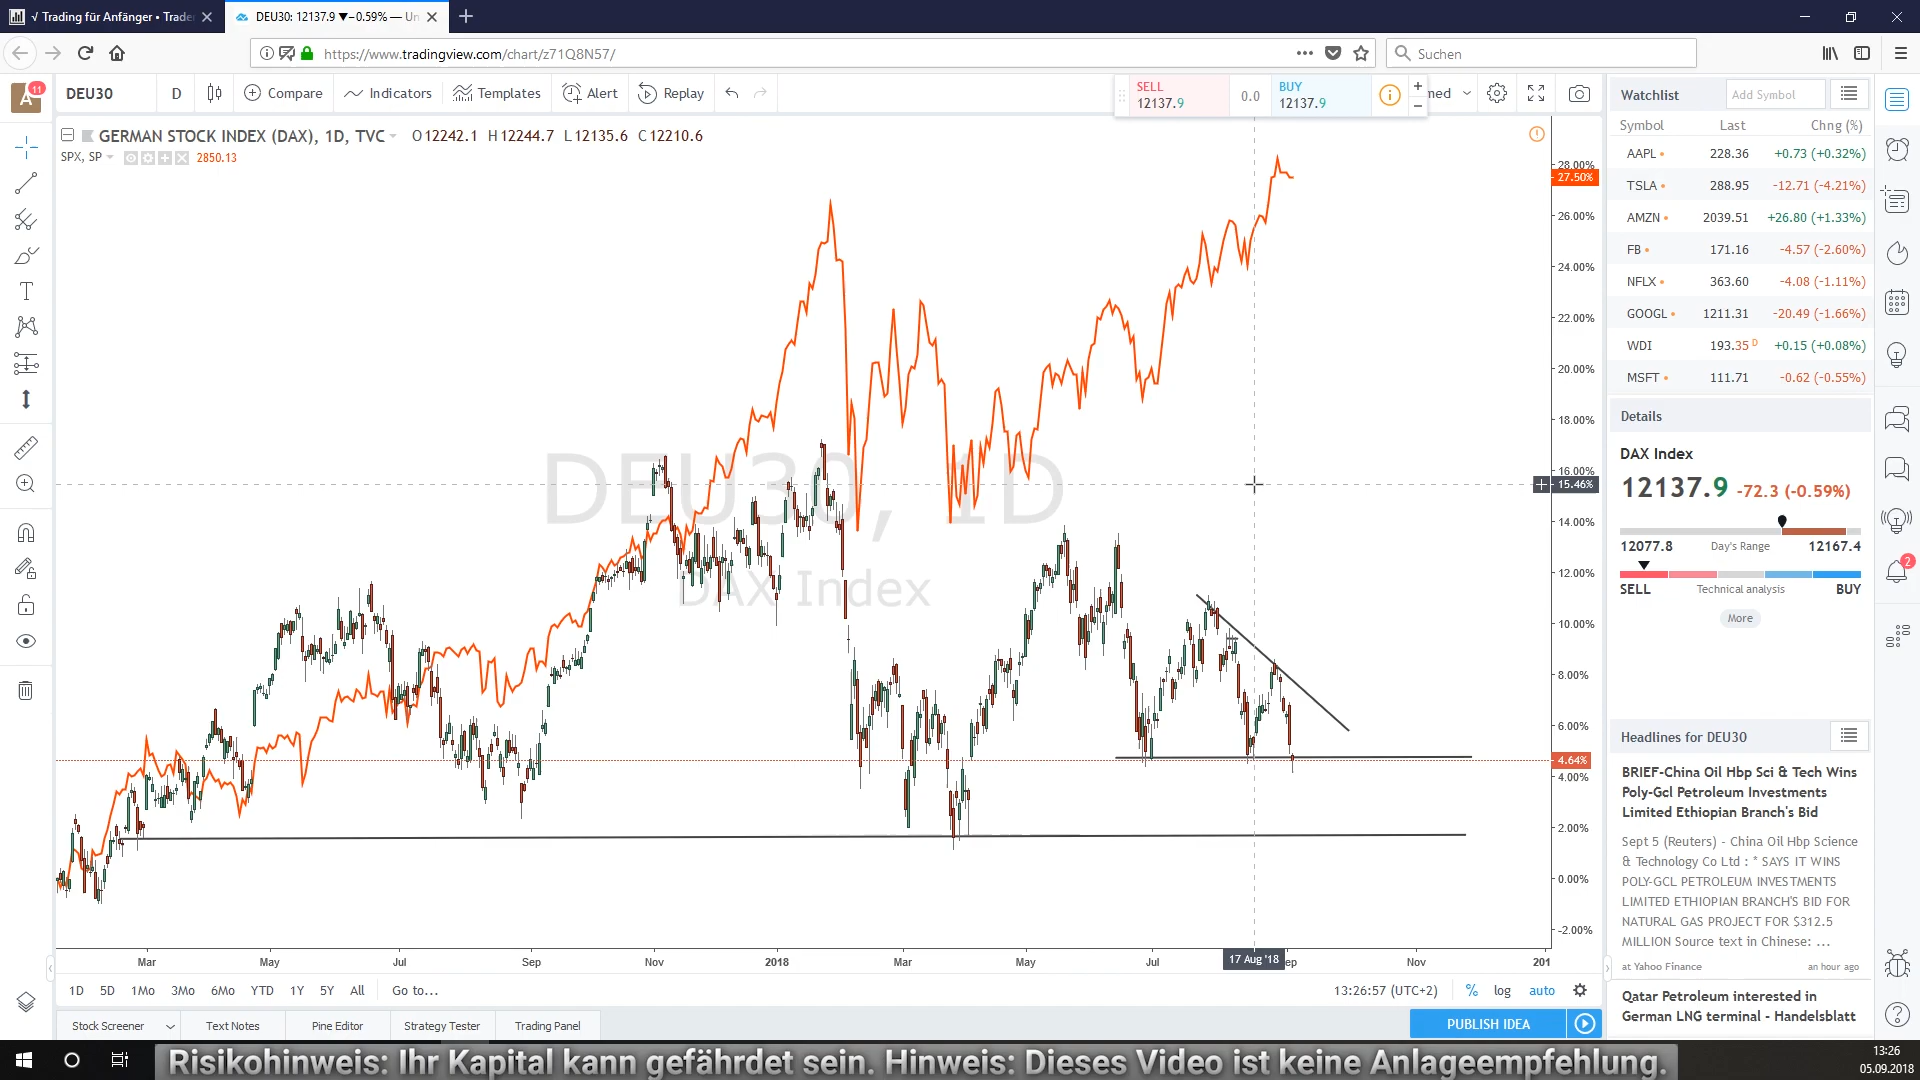 √ Trading für Anfänger • Trade
DEU30: 12137.9 ▼−0.59% — Un
https://www.tradingview.com/chart/z71Q8N57/
Suchen
11
DEU30
D
Compare
Indicators
Templates
Alert
Replay
SELL
12137.9
0.0
BUY
12137.9
med
GERMAN STOCK INDEX (DAX), 1D, TVC
O12242.1 H12244.7 L12135.6 C12210.6
SPX, SP
2850.13
DEU30, 1D
DAX Index
28.00%
27.50%
26.00%
24.00%
22.00%
20.00%
18.00%
16.00%
15.46%
14.00%
12.00%
10.00%
8.00%
6.00%
4.64%
4.00%
2.00%
0.00%
-2.00%
Mar
May
Jul
Sep
Nov
2018
Mar
May
Jul
17 Aug '18
ep
Nov
201
1D 5D 1Mo 3Mo 6Mo YTD 1Y 5Y All Go to...
13:26:57 (UTC+2)
% log auto
Stock Screener
Text Notes
Pine Editor
Strategy Tester
Trading Panel
PUBLISH IDEA
Watchlist
Add Symbol
Symbol Last Chng (%)
AAPL 228.36 +0.73 (+0.32%)
TSLA 288.95 -12.71 (-4.21%)
AMZN 2039.51 +26.80 (+1.33%)
FB 171.16 -4.57 (-2.60%)
NFLX 363.60 -4.08 (-1.11%)
GOOGL 1211.31 -20.49 (-1.66%)
WDI 193.35 D +0.15 (+0.08%)
MSFT 111.71 -0.62 (-0.55%)
Details
DAX Index
12137.9 -72.3 (-0.59%)
12077.8 Day's Range 12167.4
SELL Technical analysis BUY
More
Headlines for DEU30
BRIEF-China Oil Hbp Sci & Tech Wins
Poly-Gcl Petroleum Investments
Limited Ethiopian Branch's Bid
Sept 5 (Reuters) - China Oil Hbp Science
& Technology Co Ltd : * SAYS IT WINS
POLY-GCL PETROLEUM INVESTMENTS
LIMITED ETHIOPIAN BRANCH'S BID FOR
NATURAL GAS PROJECT FOR $312.5
MILLION Source text in Chinese: ...
at Yahoo Finance
an hour ago
Qatar Petroleum interested in
German LNG terminal - Handelsblatt
2
Risikohinweis: Ihr Kapital kann gefährdet sein. Hinweis: Dieses Video ist keine Anlageempfehlung.
13:26
05.09.2018